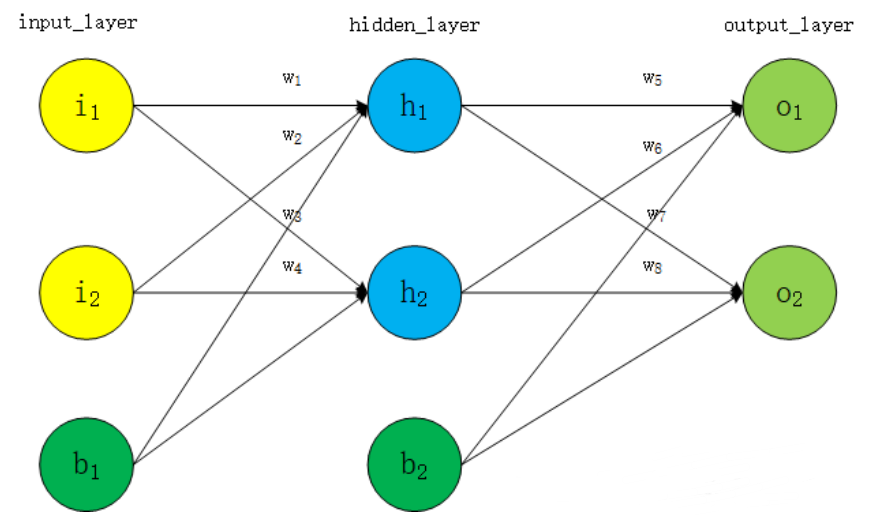 input_layer
hidden_layer
output_layer
i₁
w₁
h₁
w₅
o₁
w₂
w₆
w₃
w₇
i₂
w₄
h₂
w₈
o₂
b₁
b₂